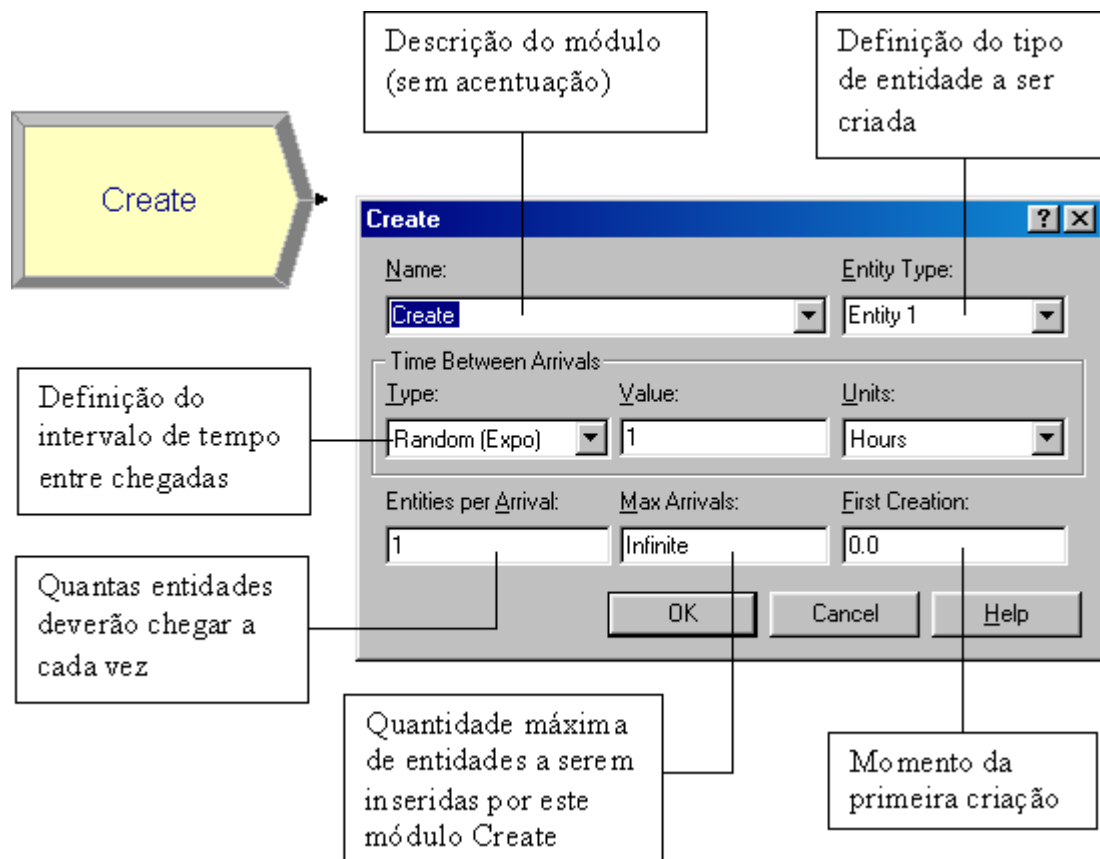 Descrição do módulo
(sem acentuação)
Definição do tipo
de entidade a ser
criada
Create
Create
Name:
Entity Type:
Create
Entity 1
Time Between Arrivals
Type:
Value:
Units:
Random (Expo)
1
Hours
Definição do
intervalo de tempo
entre chegadas
Entities per Arrival:
Max Arrivals:
First Creation:
1
Infinite
0.0
OK
Cancel
Help
Quantas entidades
deverão chegar a
cada vez
Quantidade máxima
de entidades a serem
inseridas por este
módulo Create
Momento da
primeira criação